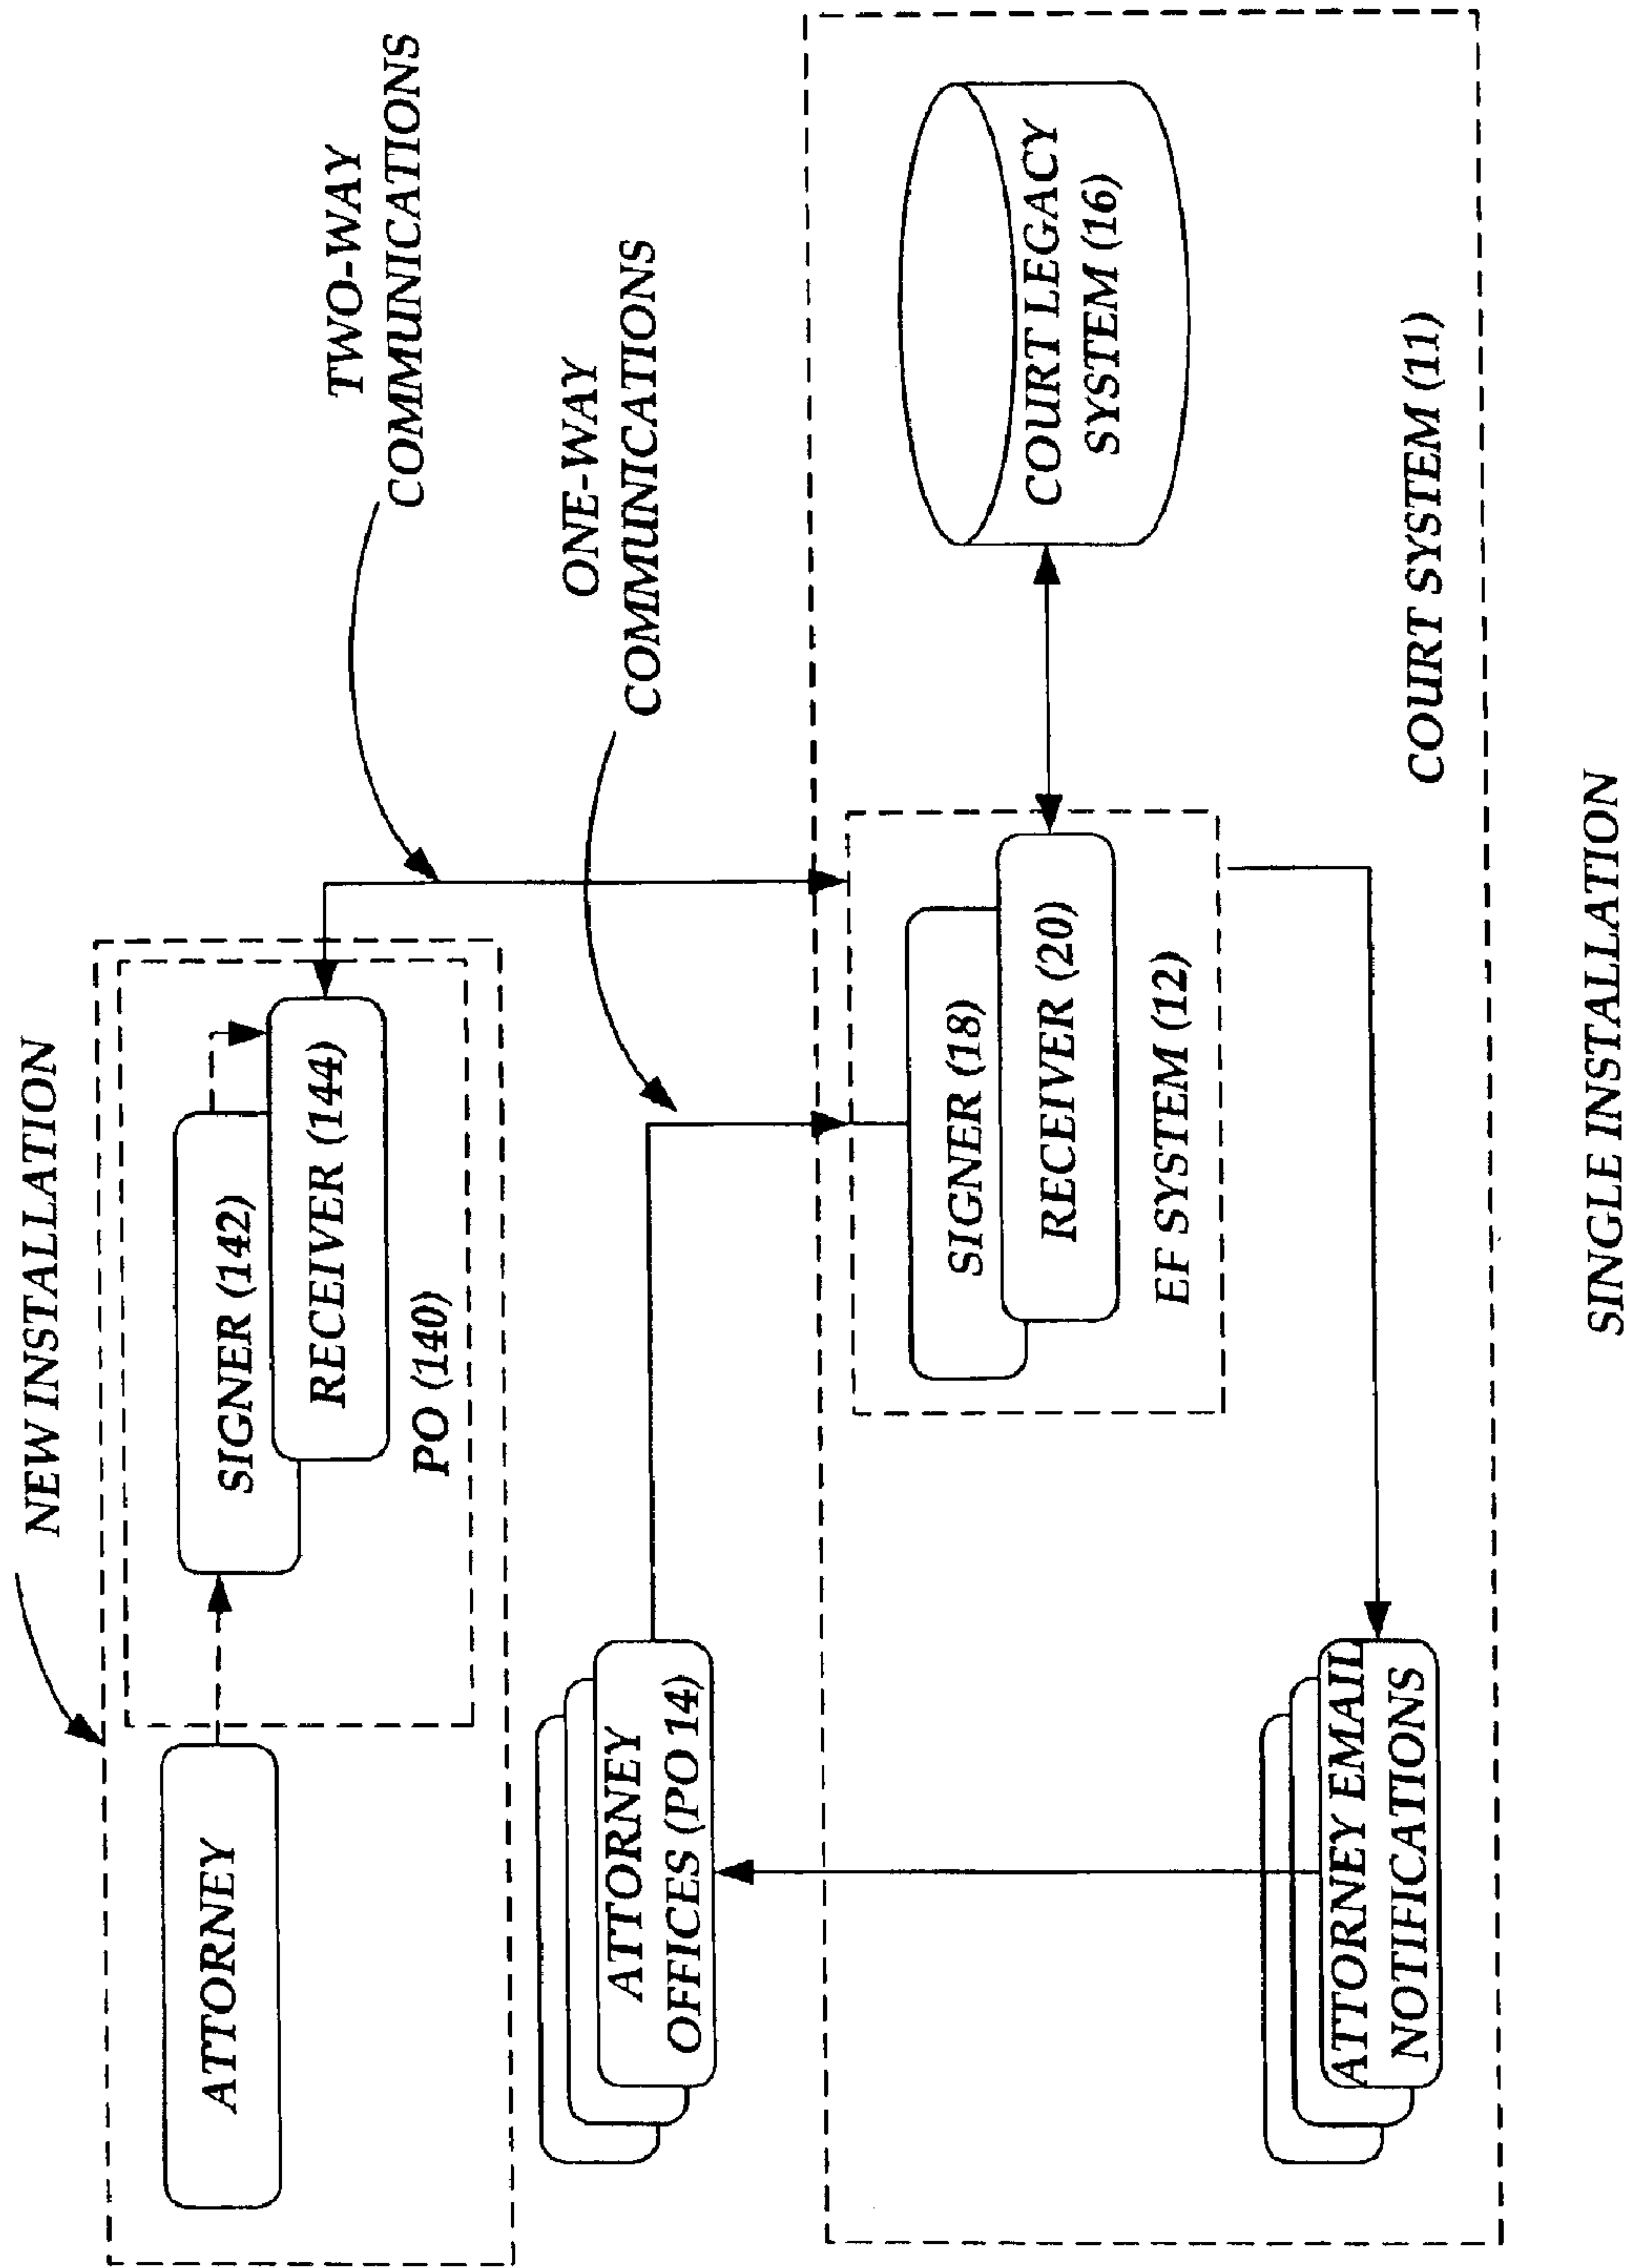 NEW INSTALLATION
ATTORNEY
SIGNER (142)
RECEIVER (144)
PO (140)
TWO-WAY
COMMUNICATIONS
ONE-WAY
COMMUNICATIONS
ATTORNEY
OFFICES (PO 14)
SIGNER (18)
RECEIVER (20)
EF SYSTEM (12)
COURT LEGACY
SYSTEM (16)
ATTORNEY EMAIL
NOTIFICATIONS
COURT SYSTEM (11)
SINGLE INSTALLATION